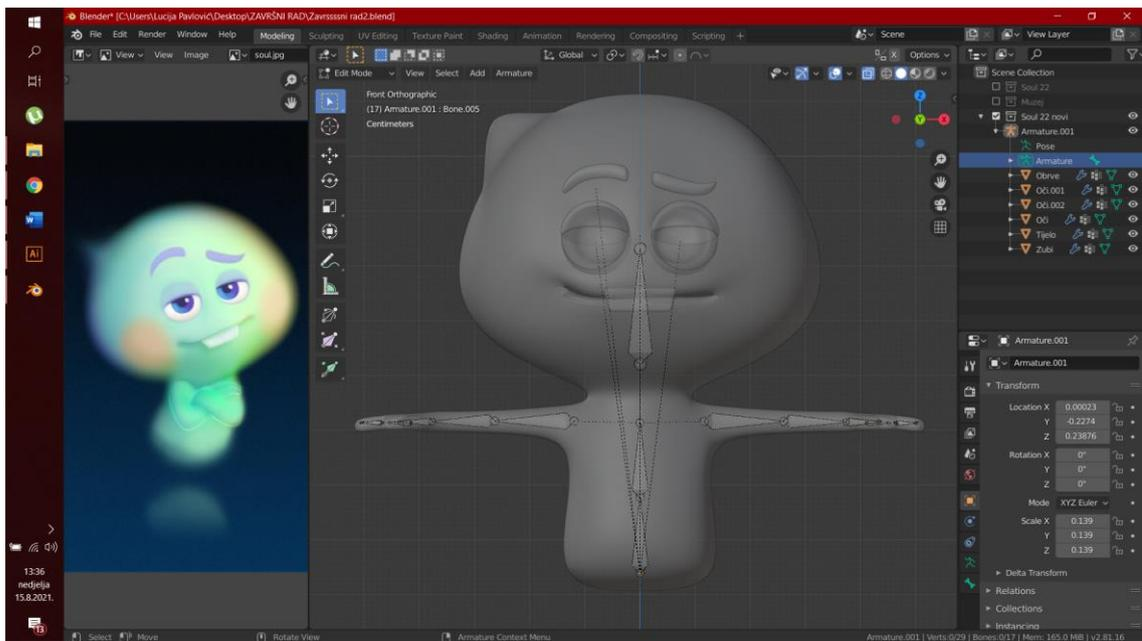 Blender* [C:\Users\Lucija Pavlović\Desktop\ZAVRŠNI RAD\Zavrssssni rad2.blend]
File Edit Render Window Help Modeling Sculpting UV Editing Texture Paint Shading Animation Rendering Compositing Scripting + Scene View Layer
View View Image soul.jpg Global Options
Edit Mode View Select Add Armature
Front Orthographic
(17) Armature.001 : Bone.005
Centimeters
Z
Y
X
Scene Collection
Soul 22
Muzej
Soul 22 novi
Armature.001
Pose
Armature
Obrve
Oči.001
Oči.002
Oči
Tijelo
Zubi
Armature.001
Armature.001
Transform
Location X 0.00023
Y -0.2274
Z 0.23876
Rotation X 0°
Y 0°
Z 0°
Mode XYZ Euler
Scale X 0.139
Y 0.139
Z 0.139
Delta Transform
Relations
Collections
Instancing
W
Ai
13:36
nedjelja
15.8.2021.
13
Select Move Rotate View Armature Context Menu Armature.001 | Verts:0/29 | Bones:0/17 | Mem: 165.0 MiB | v2.81.16